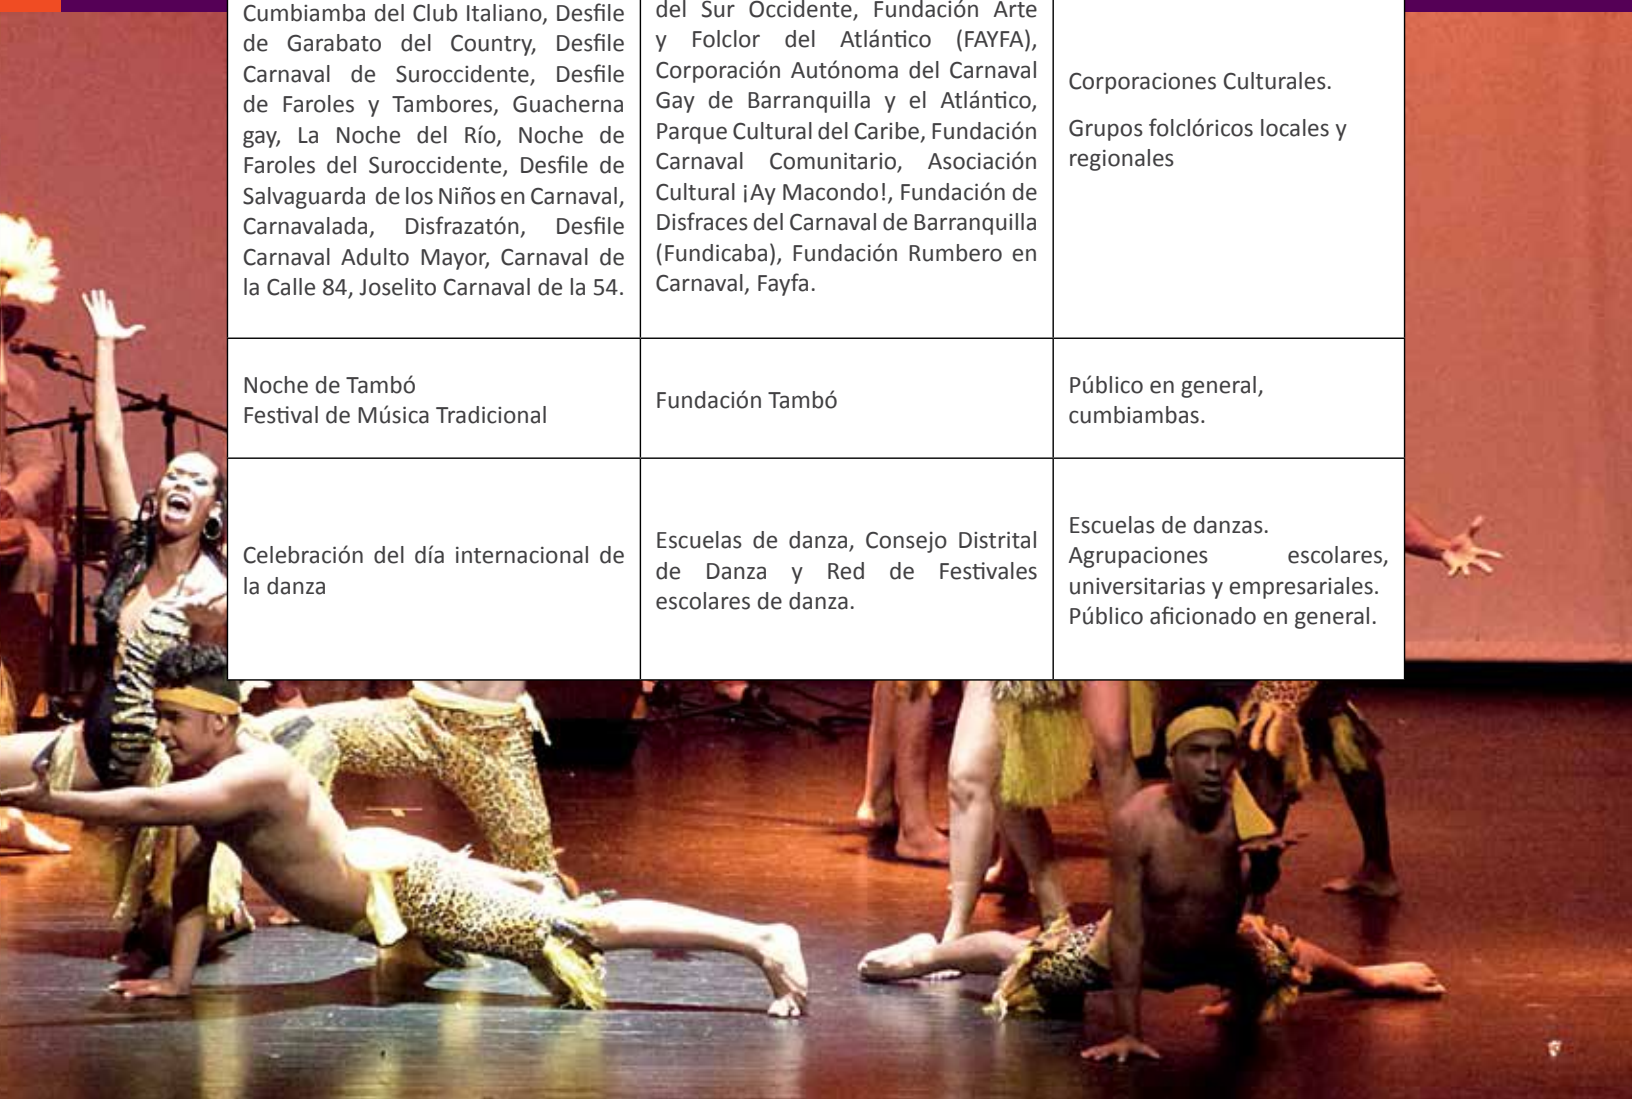 Cumbiamba del Club Italiano, Desfile
de Garabato del Country, Desfile
Carnaval de Suroccidente, Desfile
de Faroles y Tambores, Guacherna
gay, La Noche del Río, Noche de
Faroles del Suroccidente, Desfile de
Salvaguarda de los Niños en Carnaval,
Carnavalada, Disfrazatón, Desfile
Carnaval Adulto Mayor, Carnaval de
la Calle 84, Joselito Carnaval de la 54.
del Sur Occidente, Fundación Arte
y Folclor del Atlántico (FAYFA),
Corporación Autónoma del Carnaval
Gay de Barranquilla y el Atlántico,
Parque Cultural del Caribe, Fundación
Carnaval Comunitario, Asociación
Cultural ¡Ay Macondo!, Fundación de
Disfraces del Carnaval de Barranquilla
(Fundicaba), Fundación Rumbero en
Carnaval, Fayfa.
Corporaciones Culturales.
Grupos folclóricos locales y
regionales
Noche de Tambó
Festival de Música Tradicional
Fundación Tambó
Público en general,
cumbiambas.
Celebración del día internacional de
la danza
Escuelas de danza, Consejo Distrital
de Danza y Red de Festivales
escolares de danza.
Escuelas de danzas.
Agrupaciones escolares,
universitarias y empresariales.
Público aficionado en general.